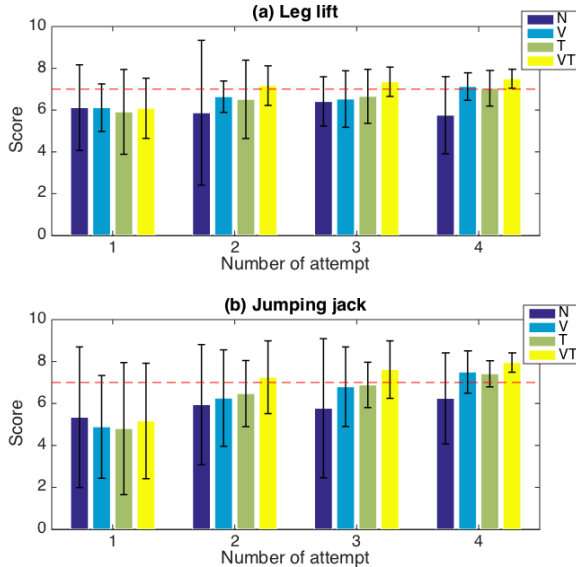 (a) Leg lift
N
V
T
VT
10
8
6
4
2
0
Score
1 2 3 4
Number of attempt
(b) Jumping jack
N
V
T
VT
10
8
6
4
2
0
Score
1 2 3 4
Number of attempt